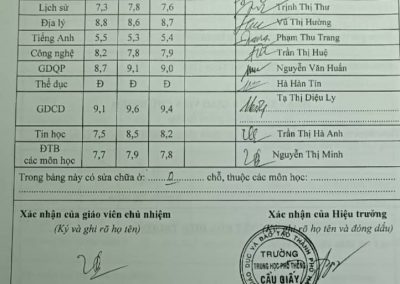 Lịch sử 7,3 7,8 7,6 Trịnh Thị Thư
Địa lý 8,8 8,6 8,7 Vũ Thị Hường
Tiếng Anh 5,5 5,3 5,4 Phạm Thu Trang
Công nghệ 8,2 7,8 7,9 Trần Thị Huệ
GDQP 8,7 9,1 9,0 Nguyễn Văn Huấn
Thể dục Đ Đ Đ Hà Hàn Tín
GDCD 9,1 9,6 9,4 Tạ Thị Diệu Ly
Tin học 7,5 8,5 8,2 Trần Thị Hà Anh
ĐTB
các môn học 7,7 7,9 7,8 Nguyễn Thị Minh
Trong bảng này có sửa chữa ở: 0 chỗ, thuộc các môn học:
Xác nhận của giáo viên chủ nhiệm
(Ký và ghi rõ họ tên)
Xác nhận của Hiệu trưởng
rõ họ tên và đóng dấu)
GIÁO DỤC VÀ ĐÀO TẠO THÀNH PHỐ
TRƯỜNG
TRUNG HỌC PHỔ THÔNG
CẦU GIẤY